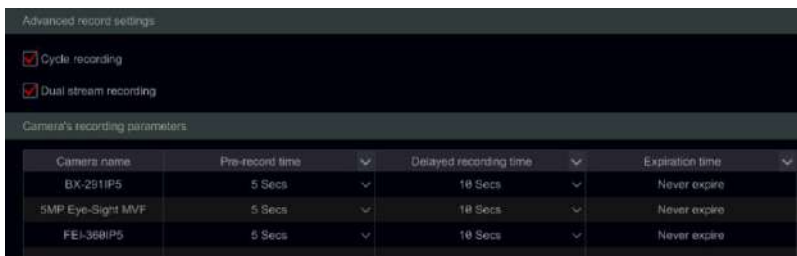 Advanced record settings
Cycle recording
Dual stream recording
Camera's recording parameters
Camera name Pre-record time Delayed recording time Expiration time
BX-291IP5 5 Secs 10 Secs Never expire
5MP Eye-Sight MVF 5 Secs 10 Secs Never expire
FEI-360IP5 5 Secs 10 Secs Never expire